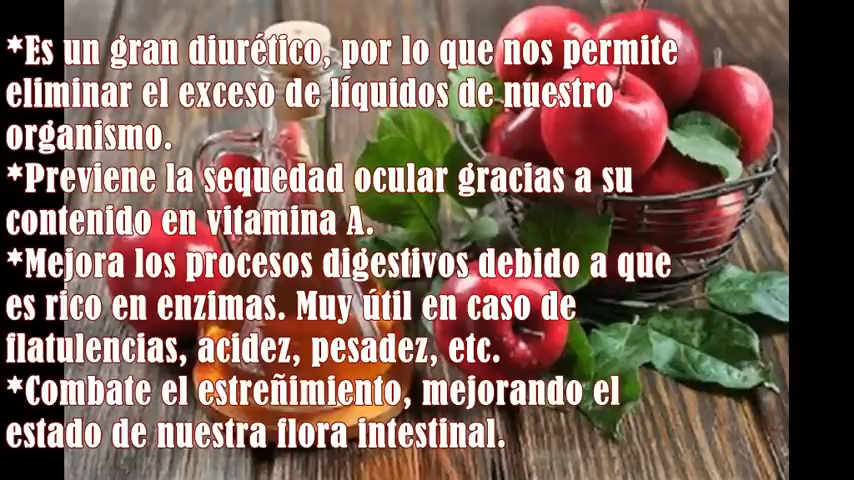 *Es un gran diurético, por lo que nos permite
eliminar el exceso de líquidos de nuestro
organismo.
*Previene la sequedad ocular gracias a su
contenido en vitamina A.
*Mejora los procesos digestivos debido a que
es rico en enzimas. Muy útil en caso de
flatulencias, acidez, pesadez, etc.
*Combate el estreñimiento, mejorando el
estado de nuestra flora intestinal.